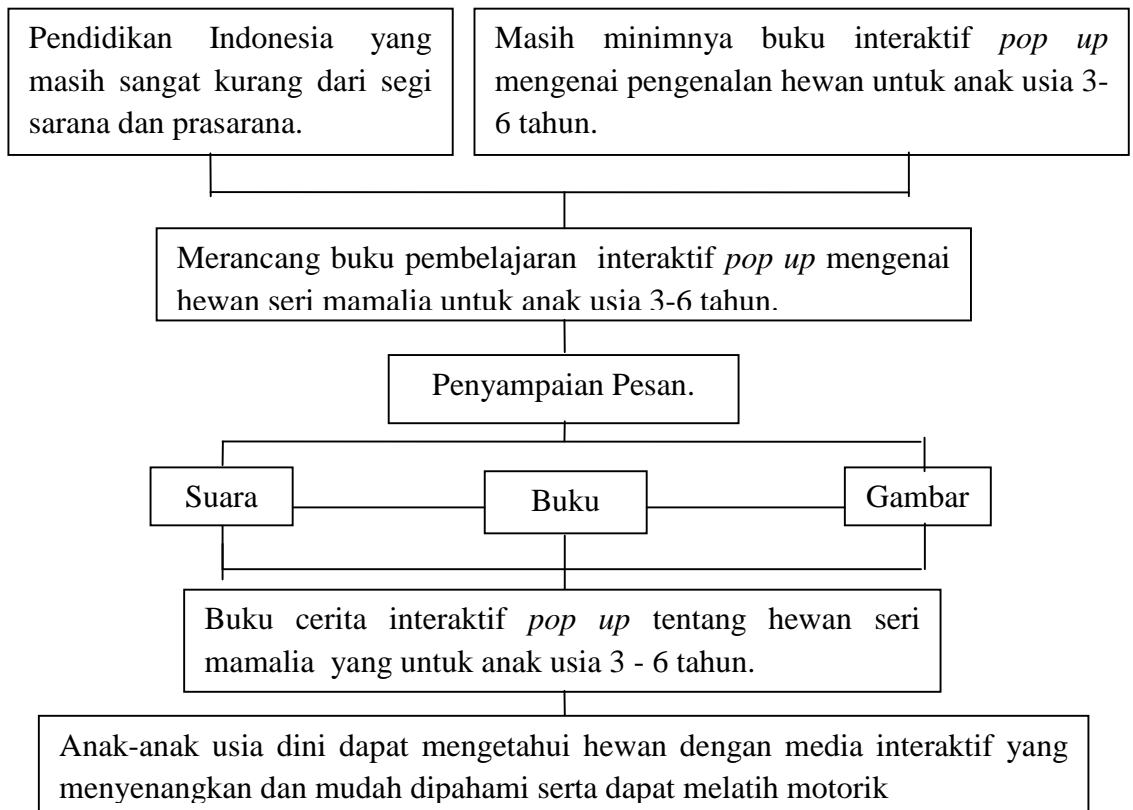 Pendidikan Indonesia yang
masih sangat kurang dari segi
sarana dan prasarana.
Masih minimnya buku interaktif pop up
mengenai pengenalan hewan untuk anak usia 3-
6 tahun.
Merancang buku pembelajaran interaktif pop up mengenai
hewan seri mamalia untuk anak usia 3-6 tahun.
Penyampaian Pesan.
Suara
Buku
Gambar
Buku cerita interaktif pop up tentang hewan seri
mamalia yang untuk anak usia 3 - 6 tahun.
Anak-anak usia dini dapat mengetahui hewan dengan media interaktif yang
menyenangkan dan mudah dipahami serta dapat melatih motorik